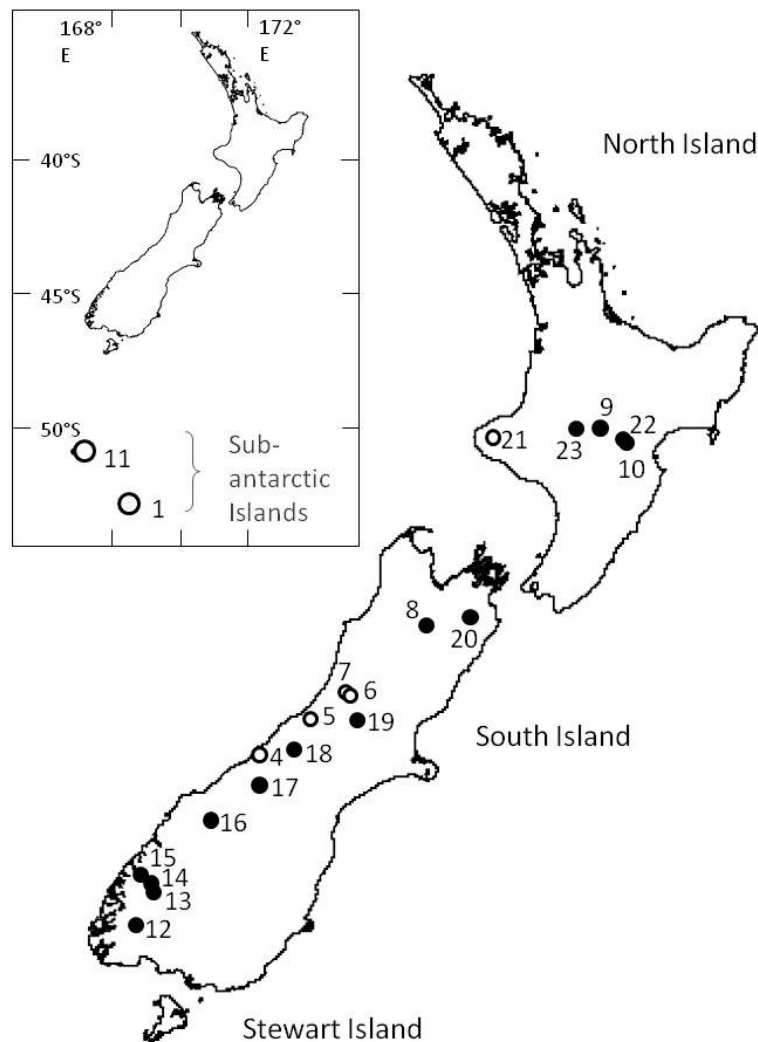 168° 172°
E E
North Island
40°S
45°S
50°S
11
1
Sub-
antarctic
Islands
9
22
21
23
10
8
20
7
6
5
19
South Island
4
18
17
16
15
14
13
12
Stewart Island